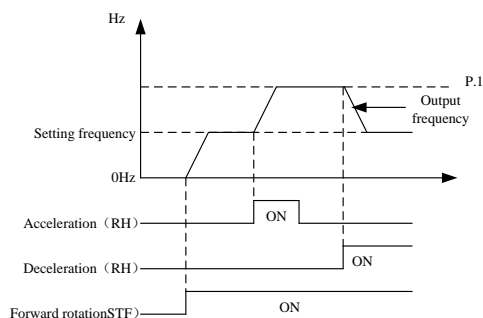 Hz
P.1
Output
frequency
Setting frequency
0Hz
ON
Acceleration（RH）
Deceleration（RH）
ON
Forward rotationSTF)
ON